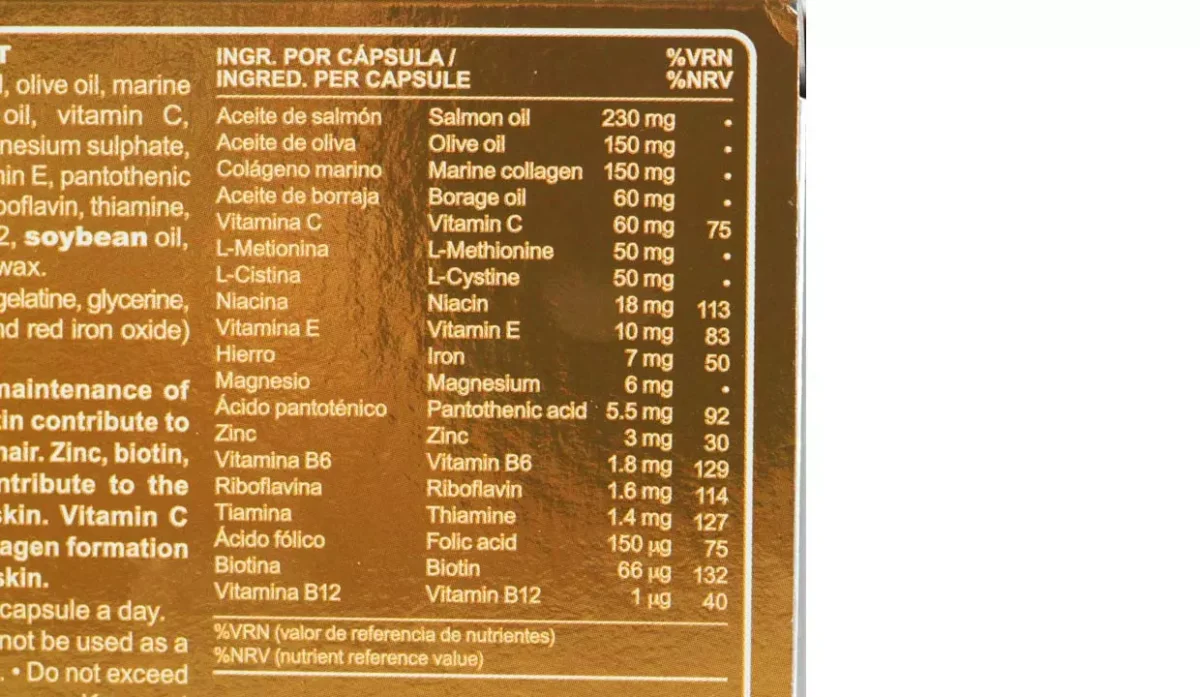 T
, olive oil, marine
oil, vitamin C,
nesium sulphate,
in E, pantothenic
oflavin, thiamine,
2, soybean oil,
wax.
gelatine, glycerine,
nd red iron oxide)
maintenance of
in contribute to
hair. Zinc, biotin,
ntribute to the
skin. Vitamin C
agen formation
skin.
capsule a day.
not be used as a
. • Do not exceed
INGR. POR CÁPSULA / %VRN
INGRED. PER CAPSULE %NRV
Aceite de salmón Salmon oil 230 mg •
Aceite de oliva Olive oil 150 mg •
Colágeno marino Marine collagen 150 mg •
Aceite de borraja Borage oil 60 mg •
Vitamina C Vitamin C 60 mg 75
L-Metionina L-Methionine 50 mg •
L-Cistina L-Cystine 50 mg •
Niacina Niacin 18 mg 113
Vitamina E Vitamin E 10 mg 83
Hierro Iron 7 mg 50
Magnesio Magnesium 6 mg •
Ácido pantoténico Pantothenic acid 5.5 mg 92
Zinc Zinc 3 mg 30
Vitamina B6 Vitamin B6 1.8 mg 129
Riboflavina Riboflavin 1.6 mg 114
Tiamina Thiamine 1.4 mg 127
Ácido fólico Folic acid 150 µg 75
Biotina Biotin 66 µg 132
Vitamina B12 Vitamin B12 1 µg 40
%VRN (valor de referencia de nutrientes)
%NRV (nutrient reference value)